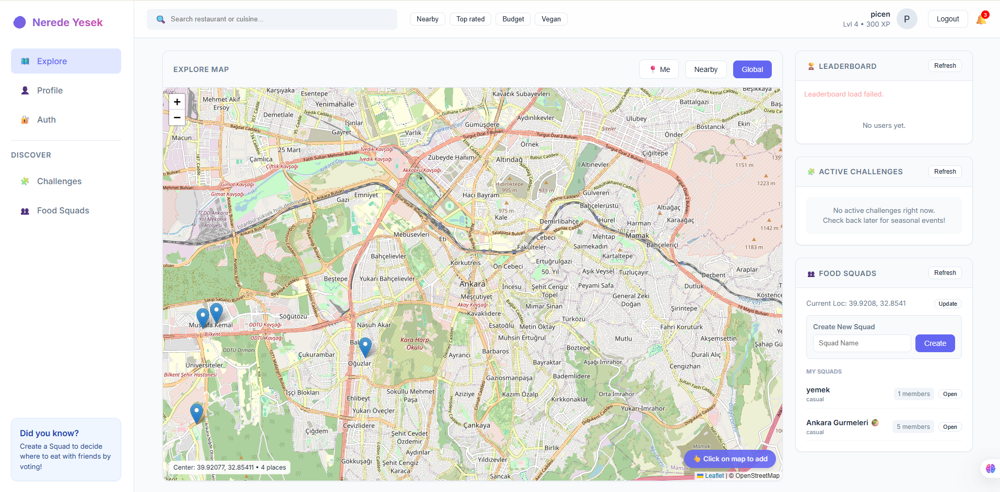 Nerede Yesek
Search restaurant or cuisine...
Nearby
Top rated
Budget
Vegan
picen
Lvl 4 • 300 XP
P
Logout
3
Explore
Profile
Auth
DISCOVER
Challenges
Food Squads
Did you know?
Create a Squad to decide
where to eat with friends by
voting!
EXPLORE MAP
Me
Nearby
Global
+
−
Karşıyaka
Esentepe
Kavacık Subayevleri
Orhan Kemal Caddesi
Beşikkaya
Mehmet Akif
Ersoy
Yenimahalle
Battalgazi
Demetlale
İvedik Caddesi
Gülhane Caddesi
Aydınlıkevler
Ulubey
Özalp Caddesi
Bağdat Caddesi
Işınlar
Gümüşdere
Siteler
Bostancık
Ekin
Macun
Gayret
Varlık
Turgut Özal 1 Bulvarı
Turgut Özal 2 Bulvarı
Önder
25 Mart
İvedik Kavşağı
Örnek
Çiğiltepe
Çamlıca
Fatih Sultan Mehmet Bulvarı
İvedik Kavşağı
Zübeyde Hanım
Altındağ
Babür Caddesi
Çiftlik Kavşağı
Ankara Çayı
Akköprü Kavşağı
Altınevler
1151 m
Gimat Kavşağı
Hıdırlıktepe
995 m
971 m
1223 m
Gimat Kavşağı
Gazi
Emniyet
Hacı Bayram
Plevne Caddesi
Gülveren
TCDD Ankara
Yol Mekanik
Atölyesi
975 m
Kale
Bahçelerüstü
Altıağaç
Demirlibahçe
Hürel
Harman
Karaağaç
Ankara Bulvarı
Mebusevleri
Eti
Talatpaşa Bulvarı
Mamak Caddesi
1012 m
1142 m
Cebeci
Mehtap
Mamak
Fakülteler
Saimekadın
Bahçeleriçi
1183 m
Bahçelievler
Korkutreis
Ön Cebeci
Ertuğrulgazi
Kartaltepe
Beştepe
Yukarı Bahçelievler
50. Yıl
Aşık Veysel
Tuzluçayır
Derbent
Araplar
Ankara
İncesu
Şehit Cengiz
Topel
Peyami Safa
Dutluk
Meşrutiyet
General Zeki
Doğan
Köstence
Sakıp Sabancı Bulvarı
Akay Kavşağı
Mimar Sinan
Şirintepe
19 Mayıs Bulvarı
Söğütözü
Kavaklıdere
Türközü
Mustafa Kemal
ODTÜ Kavşağı
Nasuh Akar
Esatoğlu
Metin Oktay
Fahri Korutürk
Bilkent
ODTÜ Kavşağı
Kara Harp
Okulu
Muhsin Ertuğrul
Mutlu
Akşemsettin
ODTÜ Ormanı
Çukurambar
Boztepe
Durali Alıç
Üniversiteler
Oğuzlar
Ayrancı
Barbaros
Bayraktar
Aşağı İmrahor
Cengizhan
Bilkent Şehir Hastanesi
Gaziosmanpaşa
Bademlidere
İşçi Blokları
Sokullu Mehmet
Paşa
Aziziye
Kazım Özalp
Orta İmrahor
Ehlibeyt
Kırkkonaklar
Yukarı Öveçler
Yukarı-İmrahor
Cevizlidere
Çankaya
Çiğdem
Şehit Cevdet
Özdemir
Aydınlar
Birlik
Mamak
Gökkuşağı
Şehit Cengiz
Karaca
Yıldızevler
Sancak
Center: 39.92077, 32.85411 • 4 places
Click on map to add
Leaflet | © OpenStreetMap
LEADERBOARD
Refresh
Leaderboard load failed.
No users yet.
ACTIVE CHALLENGES
Refresh
No active challenges right now.
Check back later for seasonal events!
FOOD SQUADS
Refresh
Current Loc: 39.9208, 32.8541
Update
Create New Squad
Squad Name
Create
MY SQUADS
yemek
casual
1 members
Open
Ankara Gurmeleri
casual
5 members
Open